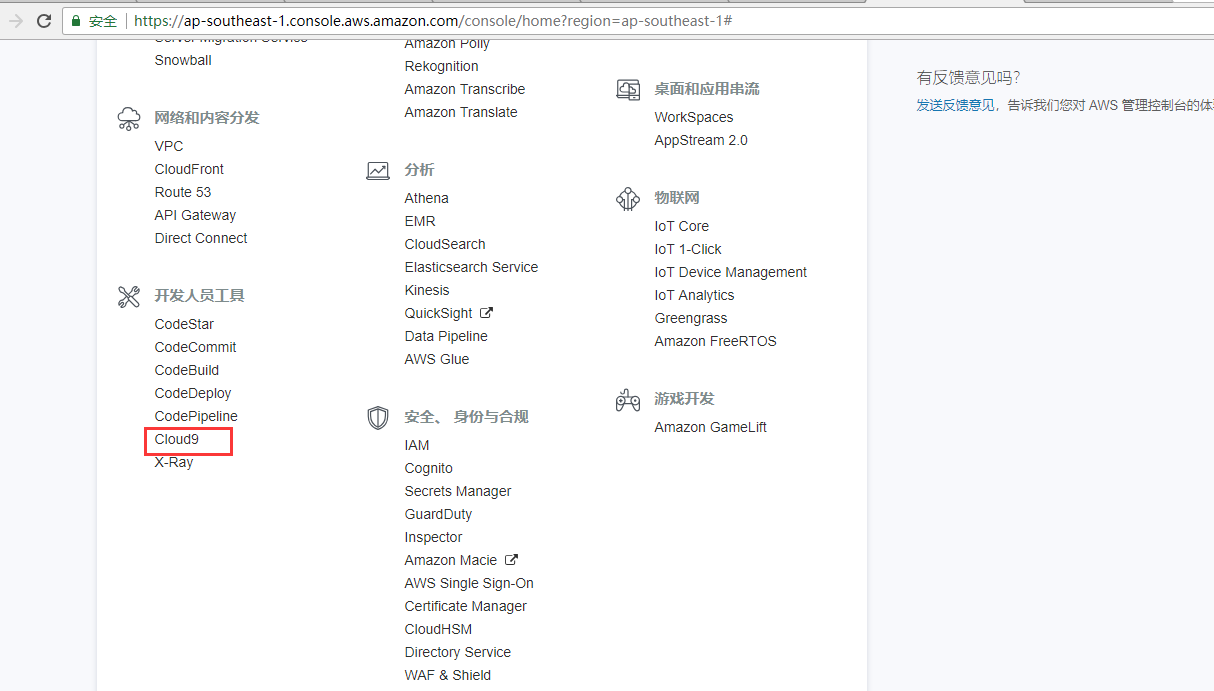 安全
https://ap-southeast-1.console.aws.amazon.com/console/home?region=ap-southeast-1#
Server Migration Service
Snowball
网络和内容分发
VPC
CloudFront
Route 53
API Gateway
Direct Connect
开发人员工具
CodeStar
CodeCommit
CodeBuild
CodeDeploy
CodePipeline
Cloud9
X-Ray
Amazon Polly
Rekognition
Amazon Transcribe
Amazon Translate
分析
Athena
EMR
CloudSearch
Elasticsearch Service
Kinesis
QuickSight
Data Pipeline
AWS Glue
安全、 身份与合规
IAM
Cognito
Secrets Manager
GuardDuty
Inspector
Amazon Macie
AWS Single Sign-On
Certificate Manager
CloudHSM
Directory Service
WAF & Shield
桌面和应用串流
WorkSpaces
AppStream 2.0
物联网
IoT Core
IoT 1-Click
IoT Device Management
IoT Analytics
Greengrass
Amazon FreeRTOS
游戏开发
Amazon GameLift
有反馈意见吗?
发送反馈意见，告诉我们您对 AWS 管理控制台的体